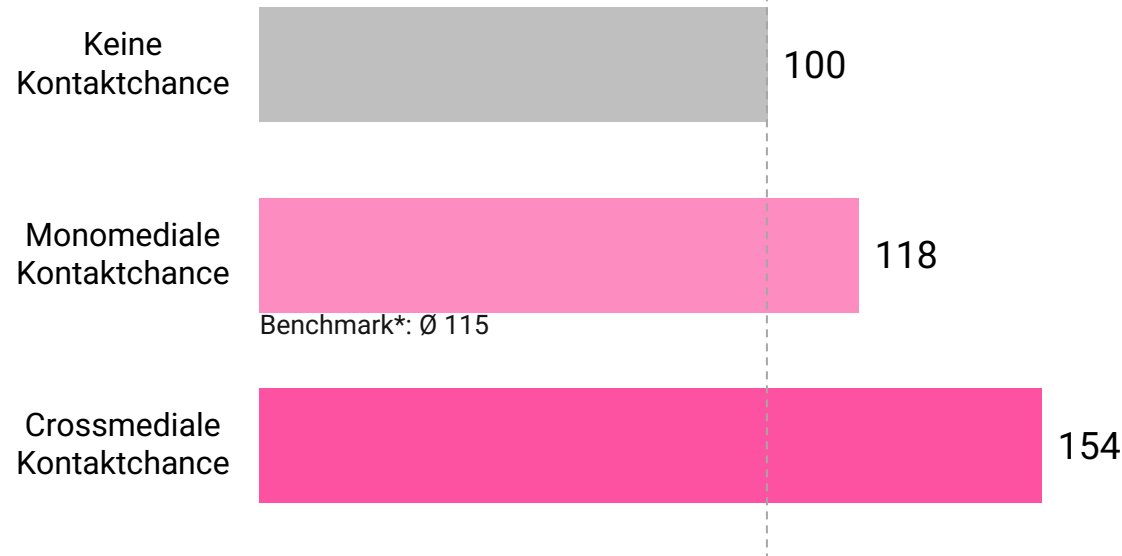 Keine
Kontaktchance
100
Monomediale
Kontaktchance
118
Benchmark*: Ø 115
Crossmediale
Kontaktchance
154